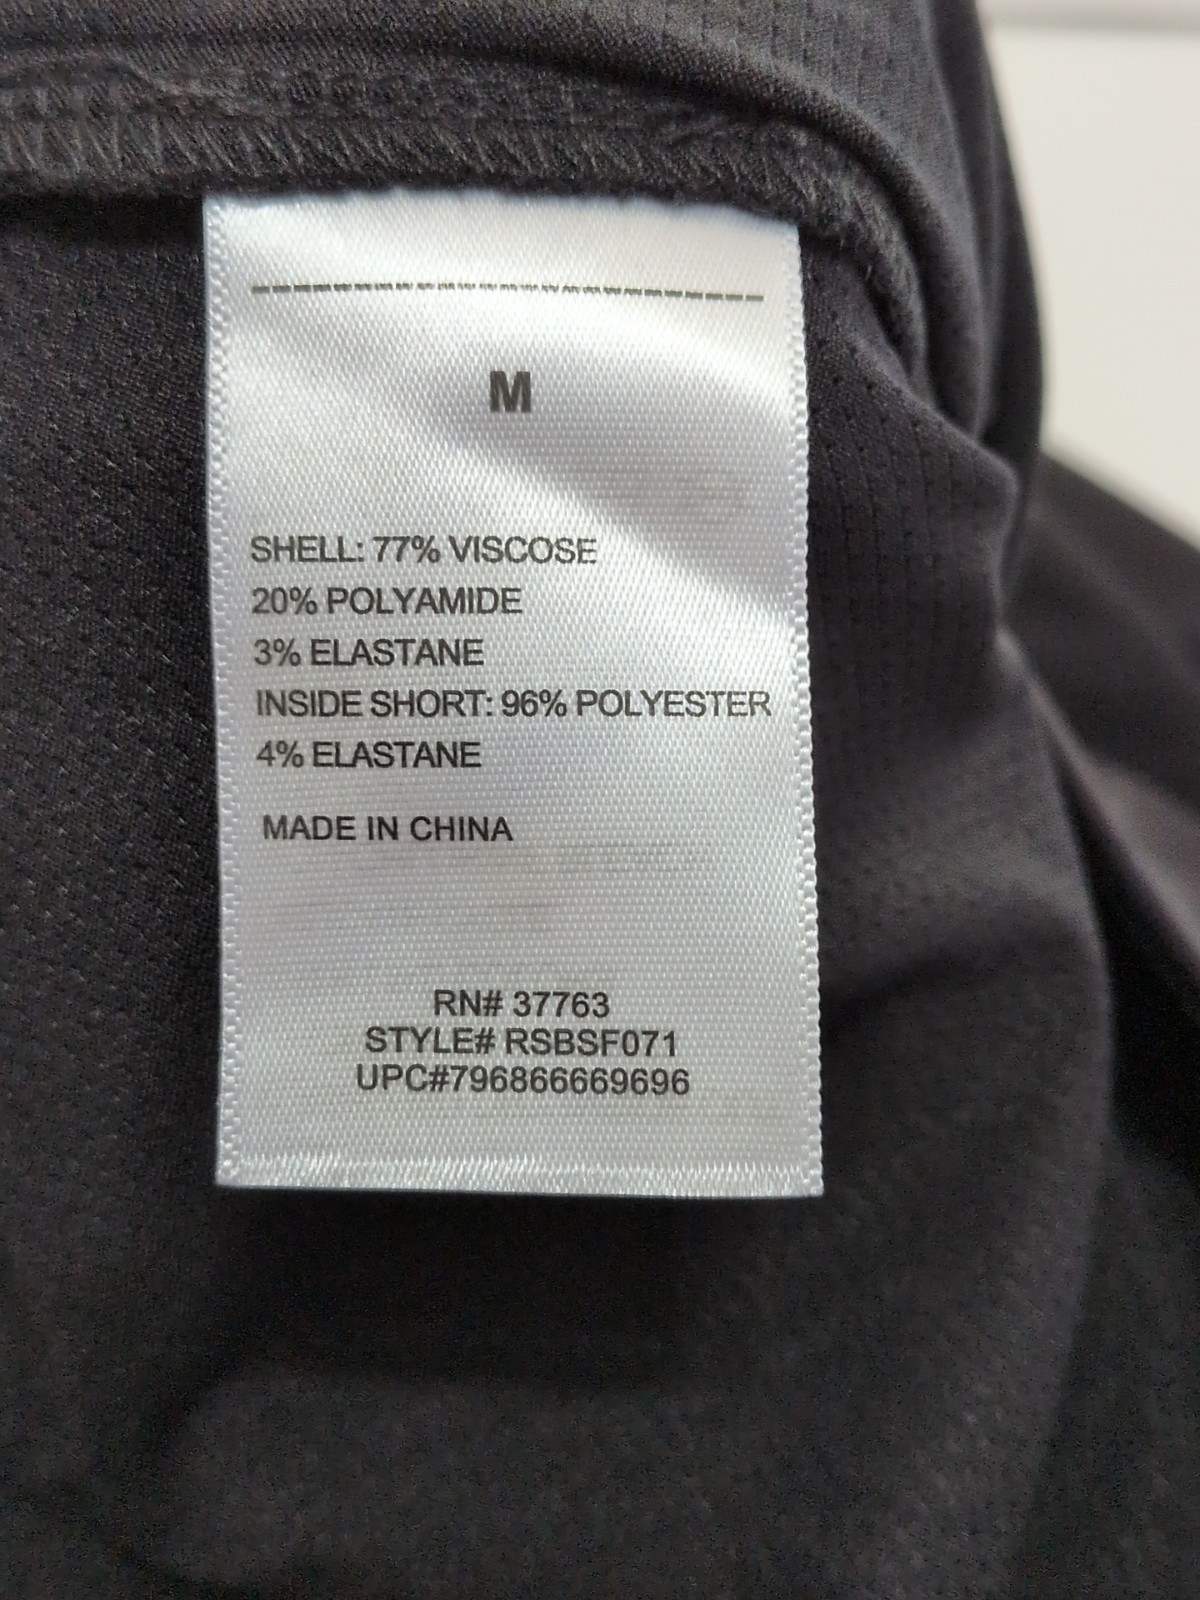 M
SHELL: 77% VISCOSE
20% POLYAMIDE
3% ELASTANE
INSIDE SHORT: 96% POLYESTER
4% ELASTANE
MADE IN CHINA
RN# 37763
STYLE# RSBSF071
UPC#796866669696